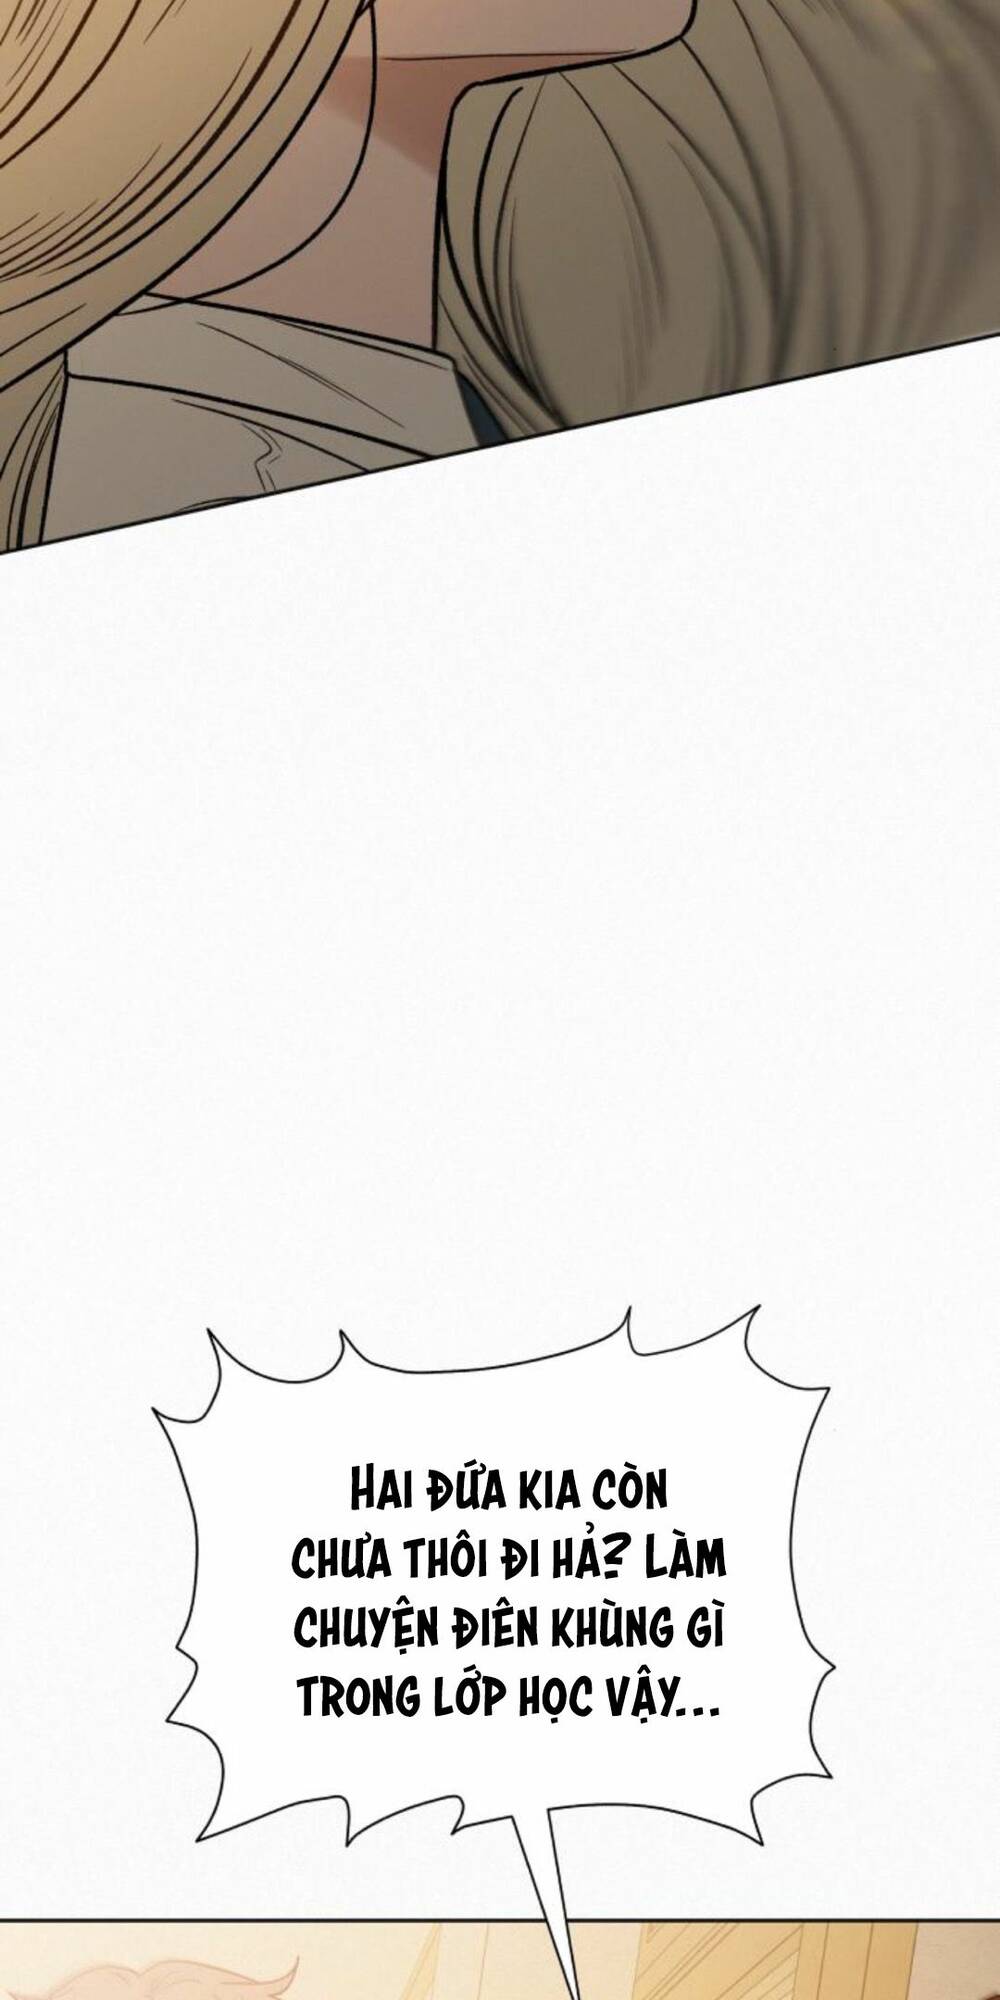 HAI ĐỨA KIA CÒN
CHƯA THÔI ĐI HẢ? LÀM
CHUYỆN ĐIÊN KHÙNG GÌ
TRONG LỚP HỌC VẬY...